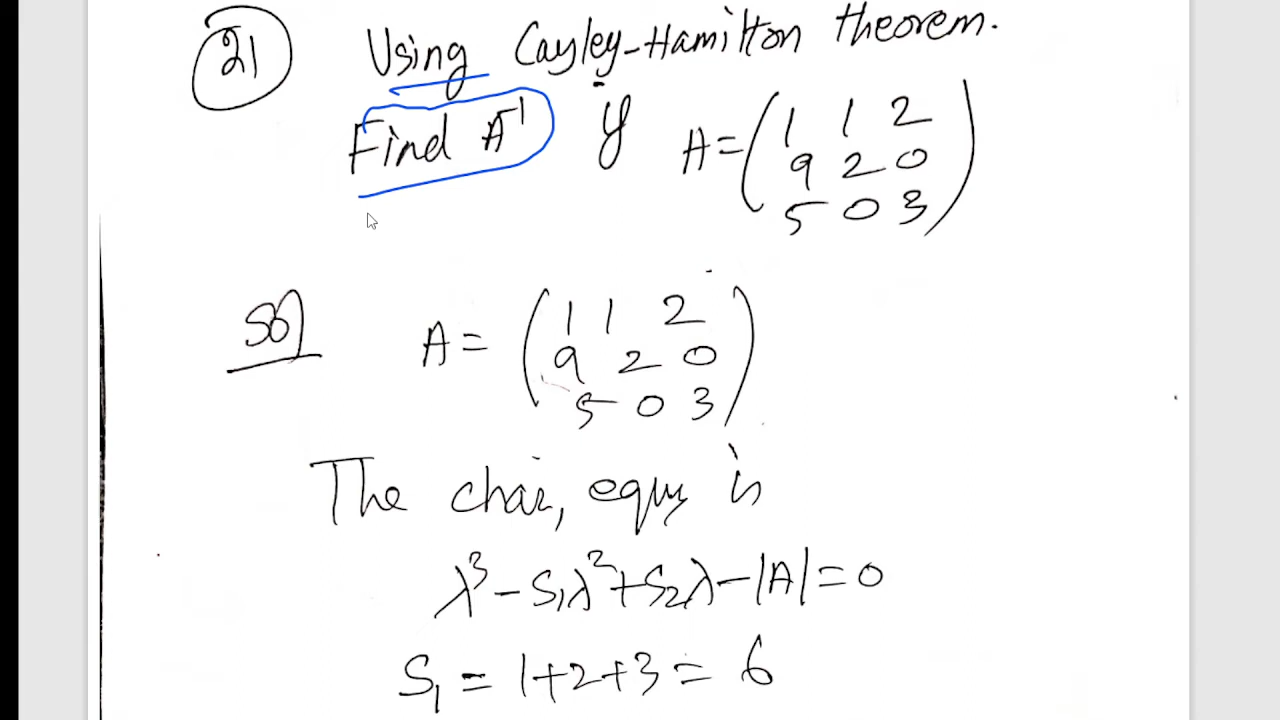 21 Using Cayley-Hamilton theorem.
Find A⁻¹ if A = (1 1 2
9 2 0
5 0 3)
Sol A = (1 1 2
9 2 0
5 0 3)
The char, equn is
λ³ - S₁λ² + S₂λ - |A| = 0
S₁ = 1+2+3 = 6